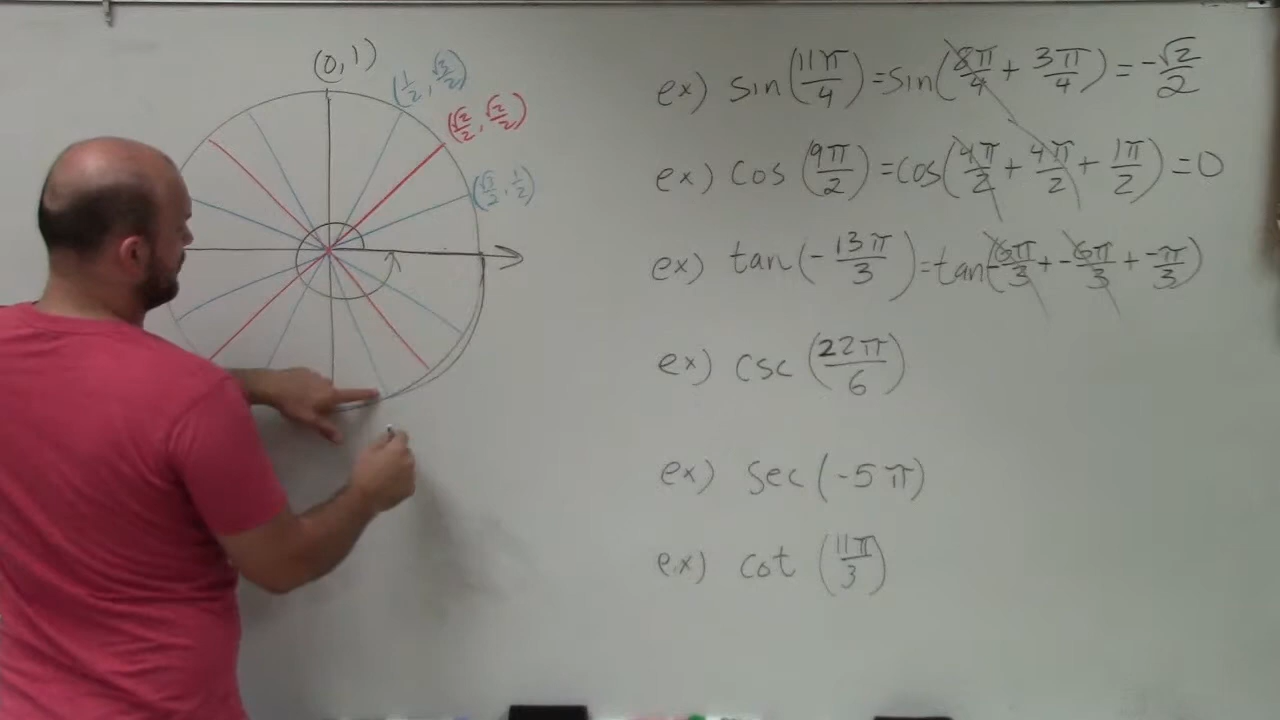 (0,1)
(1/2, √3/2)
(√2/2, √2/2)
(√3/2, 1/2)
ex) sin(11π/4) = sin(8π/4 + 3π/4) = -√2/2
ex) cos(9π/2) = cos(4π/2 + 4π/2 + 1π/2) = 0
ex) tan(-13π/3) = tan(-6π/3 + -6π/3 + -π/3)
ex) csc(22π/6)
ex) sec(-5π)
ex) cot(11π/3)